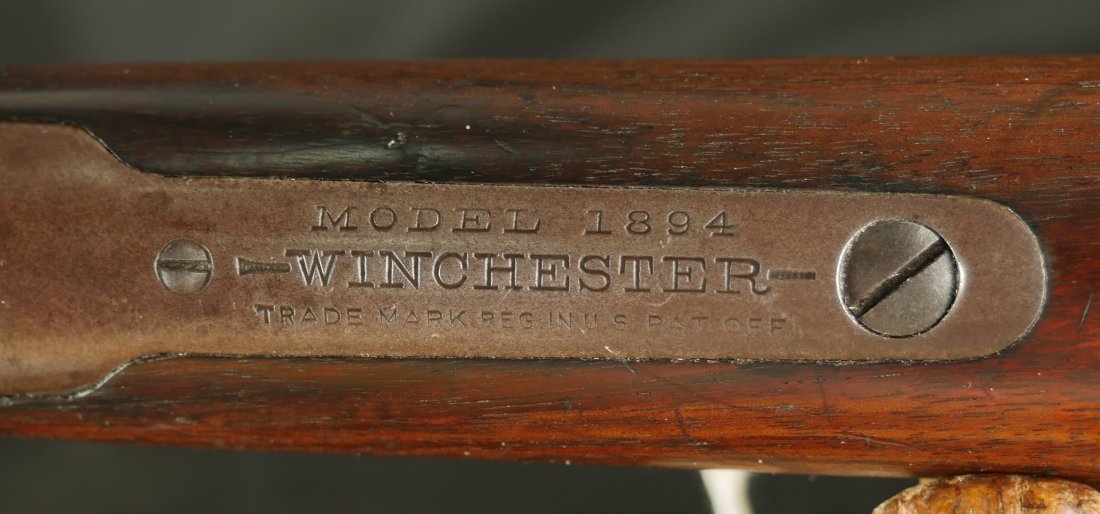 MODEL 1894
WINCHESTER
TRADE MARK REG. IN U.S. PAT. OFF.